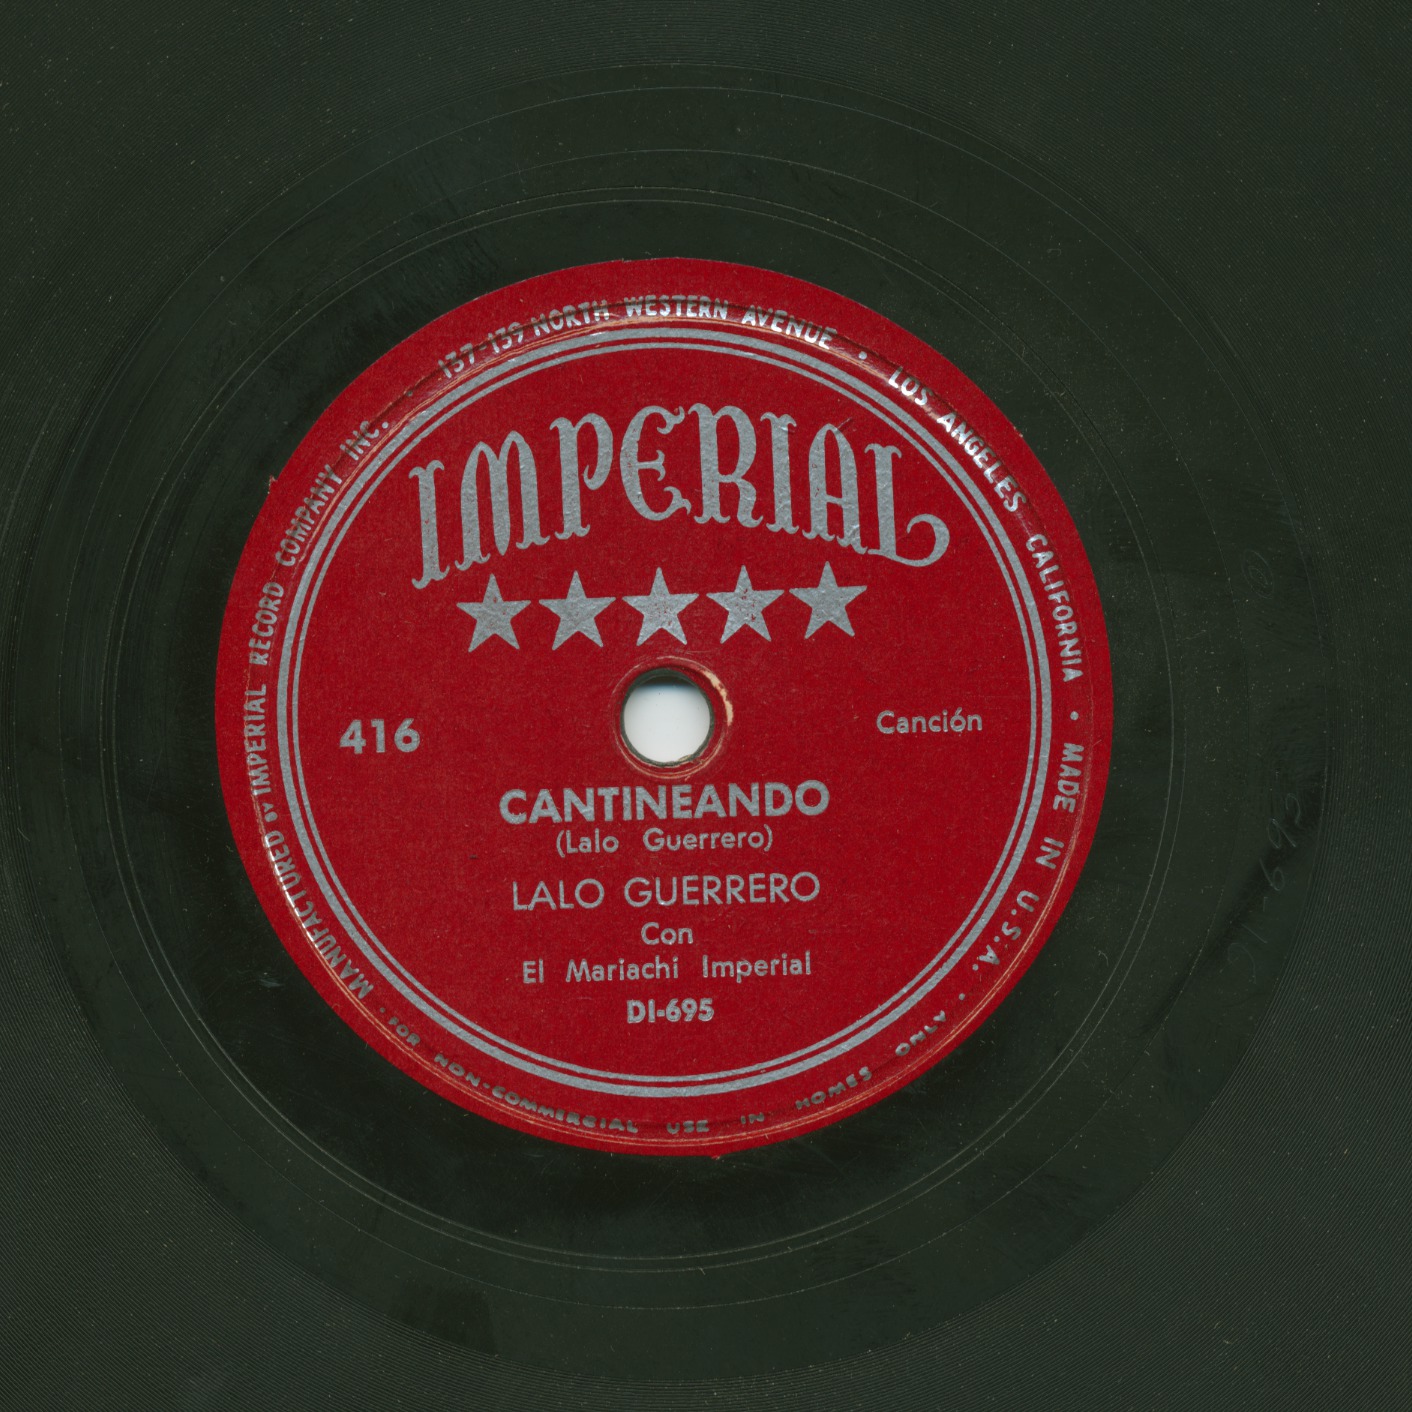 MANUFACTURED BY IMPERIAL RECORD COMPANY INC. • 137-139 NORTH WESTERN AVENUE • LOS ANGELES CALIFORNIA • MADE IN U.S.A. •
IMPERIAL
416
Canción
CANTINEANDO
(Lalo Guerrero)
LALO GUERRERO
Con
El Mariachi Imperial
DI-695
• FOR NON-COMMERCIAL USE IN HOMES ONLY •